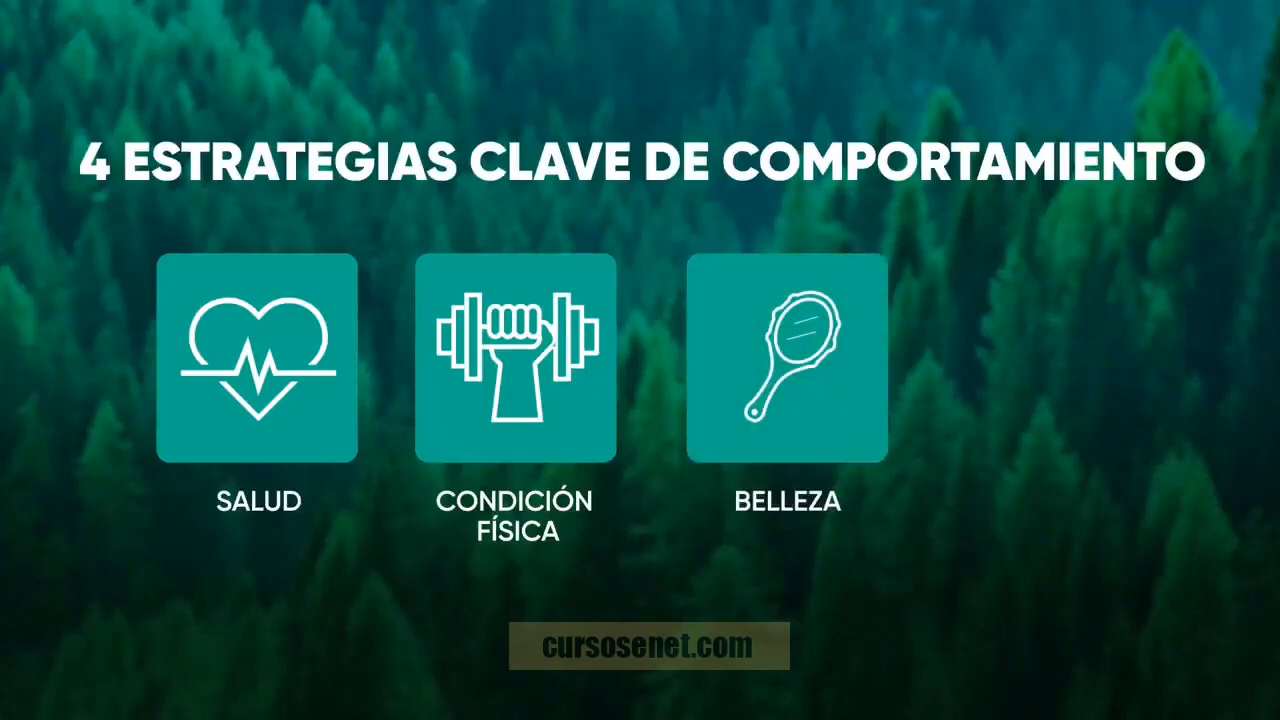 4 ESTRATEGIAS CLAVE DE COMPORTAMIENTO
SALUD
CONDICIÓN
FÍSICA
BELLEZA
cursosenet.com